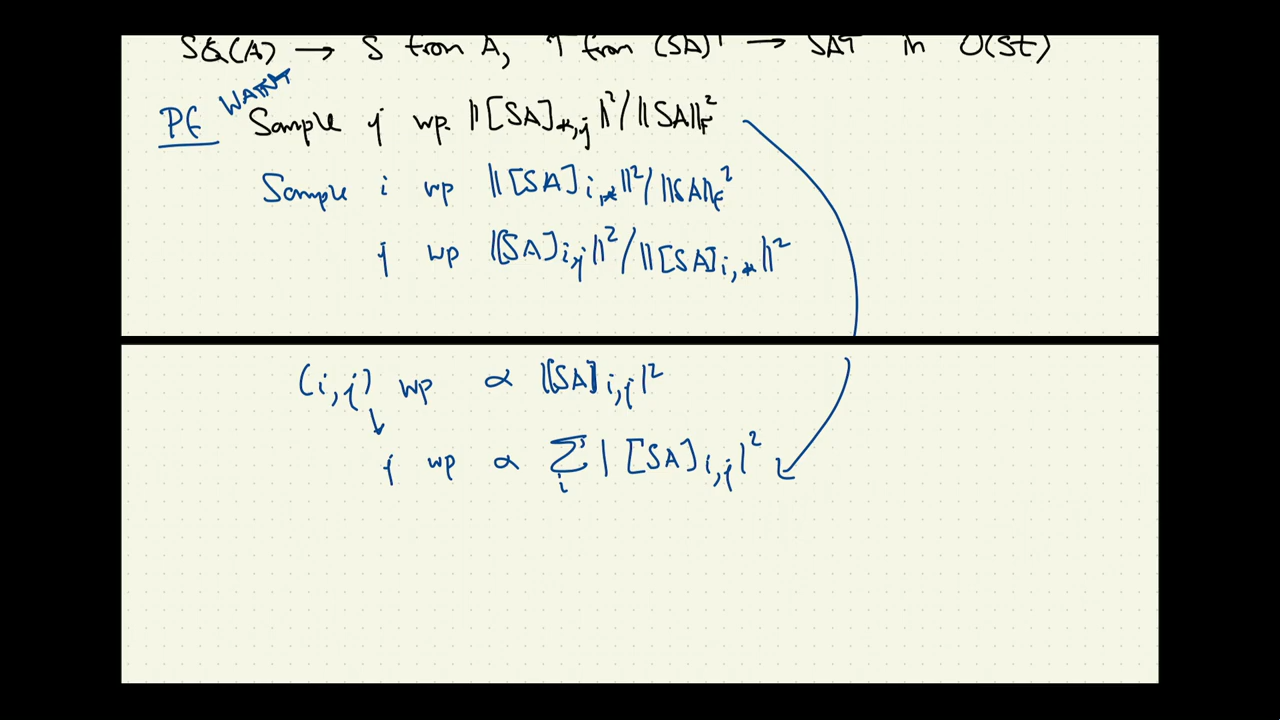 SQ(A) → S from A, T from (SA)† → SAT in O(st)
PF WANT Sample j wp. ‖[SA]_{*,j}‖²/‖SA‖_F²
Sample i wp ‖[SA]_{i,*}‖²/‖SA‖_F²
j wp |[SA]_{i,j}|²/‖[SA]_{i,*}‖²
(i,j) wp ∝ |[SA]_{i,j}|²
↓
j wp ∝ Σ_i |[SA]_{i,j}|²